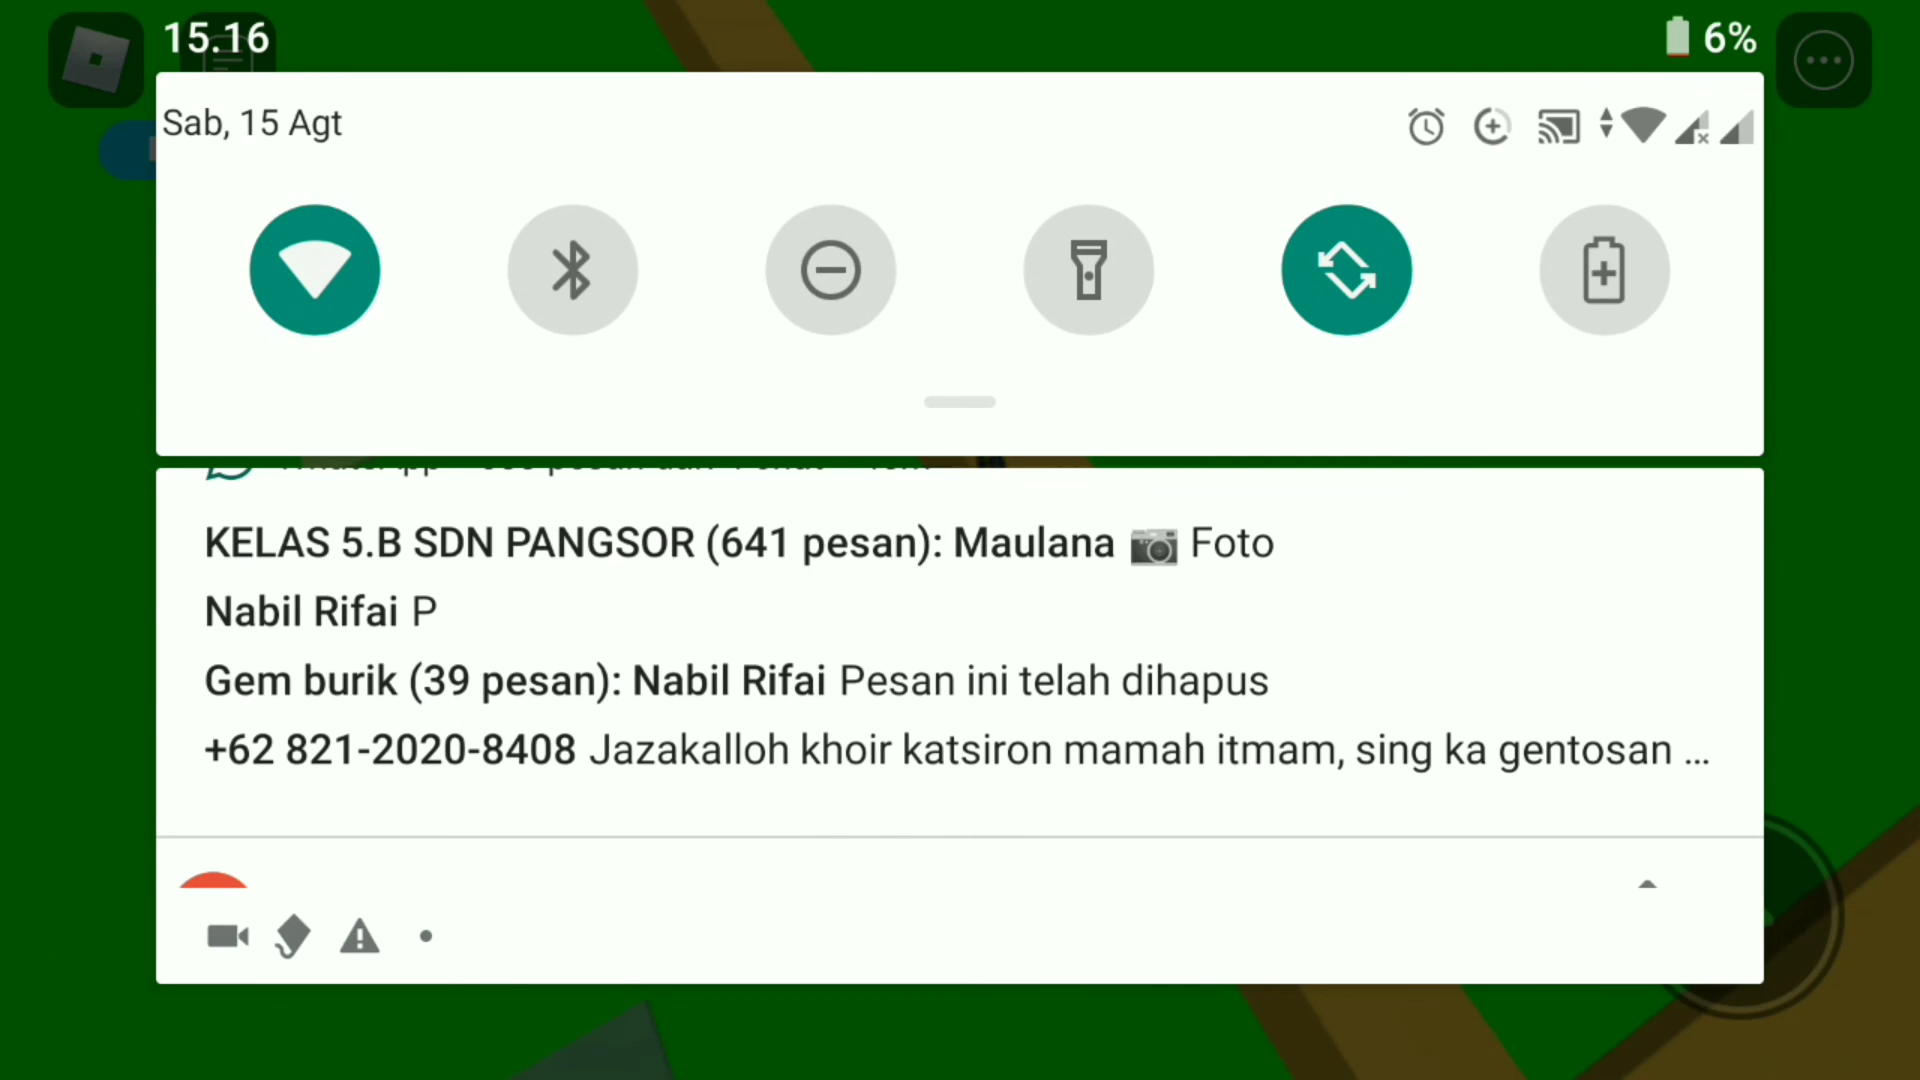 15.16
6%
Sab, 15 Agt
KELAS 5.B SDN PANGSOR (641 pesan): Maulana 📷 Foto
Nabil Rifai P
Gem burik (39 pesan): Nabil Rifai Pesan ini telah dihapus
+62 821-2020-8408 Jazakalloh khoir katsiron mamah itmam, sing ka gentosan ...